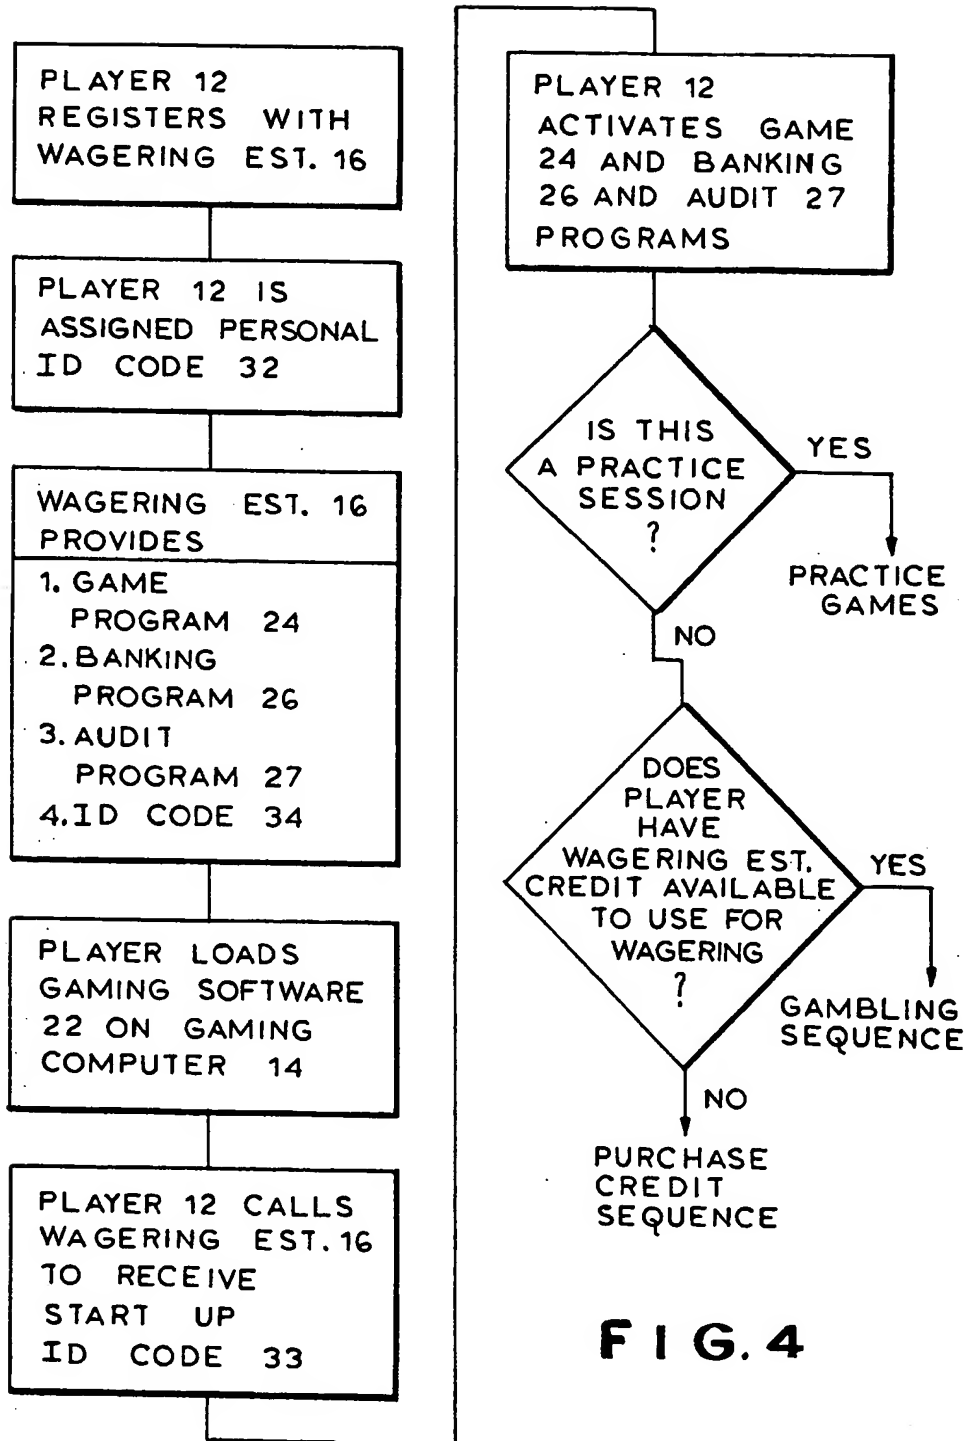 PLAYER 12
REGISTERS WITH
WAGERING EST. 16
PLAYER 12 IS
ASSIGNED PERSONAL
ID CODE 32
WAGERING EST. 16
PROVIDES
1. GAME
PROGRAM 24
2. BANKING
PROGRAM 26
3. AUDIT
PROGRAM 27
4. ID CODE 34
PLAYER LOADS
GAMING SOFTWARE
22 ON GAMING
COMPUTER 14
PLAYER 12 CALLS
WAGERING EST. 16
TO RECEIVE
START UP
ID CODE 33
PLAYER 12
ACTIVATES GAME
24 AND BANKING
26 AND AUDIT 27
PROGRAMS
IS THIS
A PRACTICE
SESSION
?
YES
PRACTICE
GAMES
NO
DOES
PLAYER
HAVE
WAGERING EST.
CREDIT AVAILABLE
TO USE FOR
WAGERING
?
YES
GAMBLING
SEQUENCE
NO
PURCHASE
CREDIT
SEQUENCE
FIG. 4